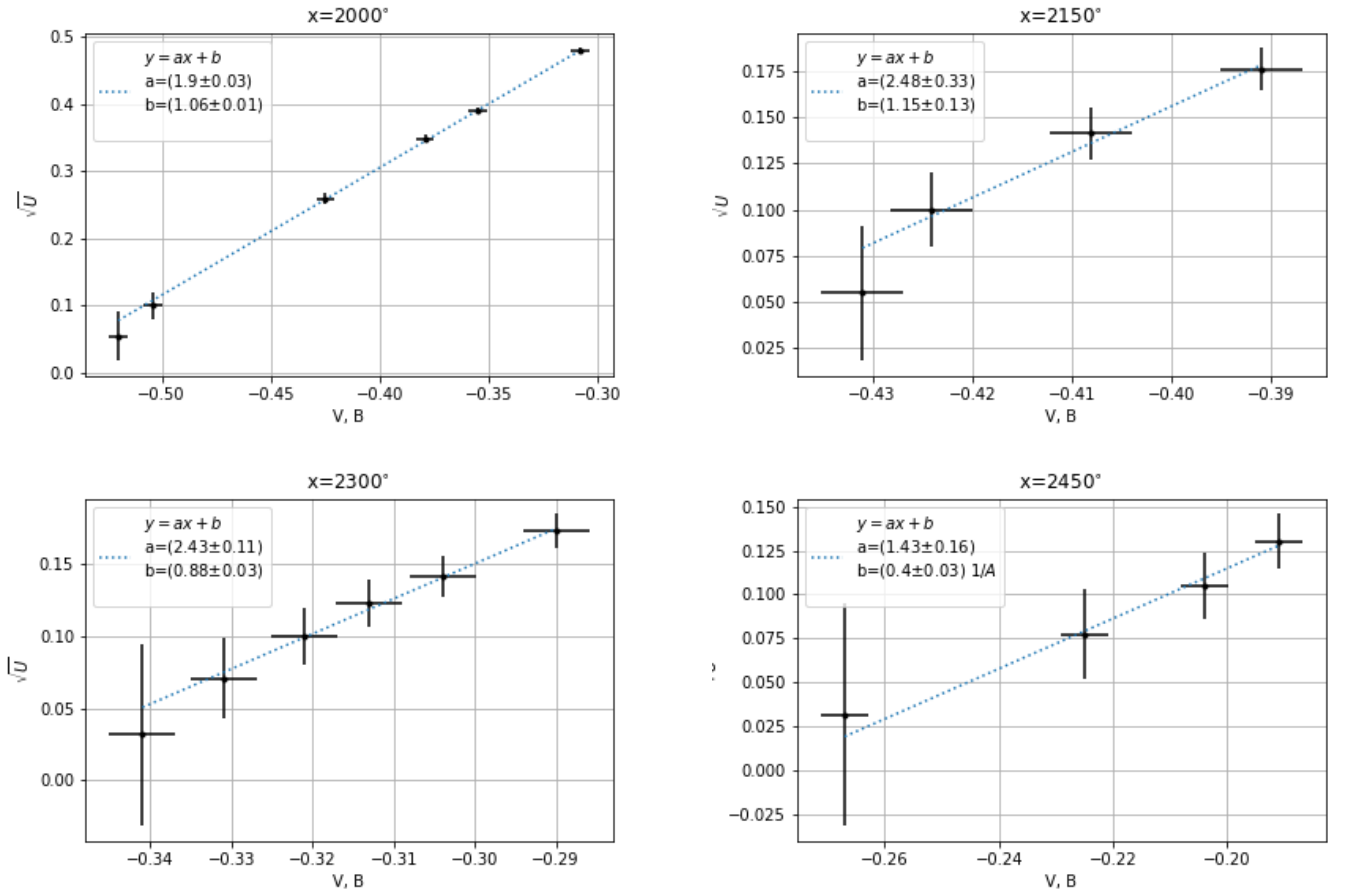 x=2000°
y = ax + b
a=(1.9±0.03)
b=(1.06±0.01)
0.5
0.4
0.3
0.2
0.1
0.0
√U
−0.50 −0.45 −0.40 −0.35 −0.30
V, B
x=2150°
y = ax + b
a=(2.48±0.33)
b=(1.15±0.13)
0.175
0.150
0.125
0.100
0.075
0.050
0.025
√U
−0.43 −0.42 −0.41 −0.40 −0.39
V, B
x=2300°
y = ax + b
a=(2.43±0.11)
b=(0.88±0.03)
0.15
0.10
0.05
0.00
√U
−0.34 −0.33 −0.32 −0.31 −0.30 −0.29
V, B
x=2450°
y = ax + b
a=(1.43±0.16)
b=(0.4±0.03) 1/A
0.150
0.125
0.100
0.075
0.050
0.025
0.000
−0.025
−0.26 −0.24 −0.22 −0.20
V, B